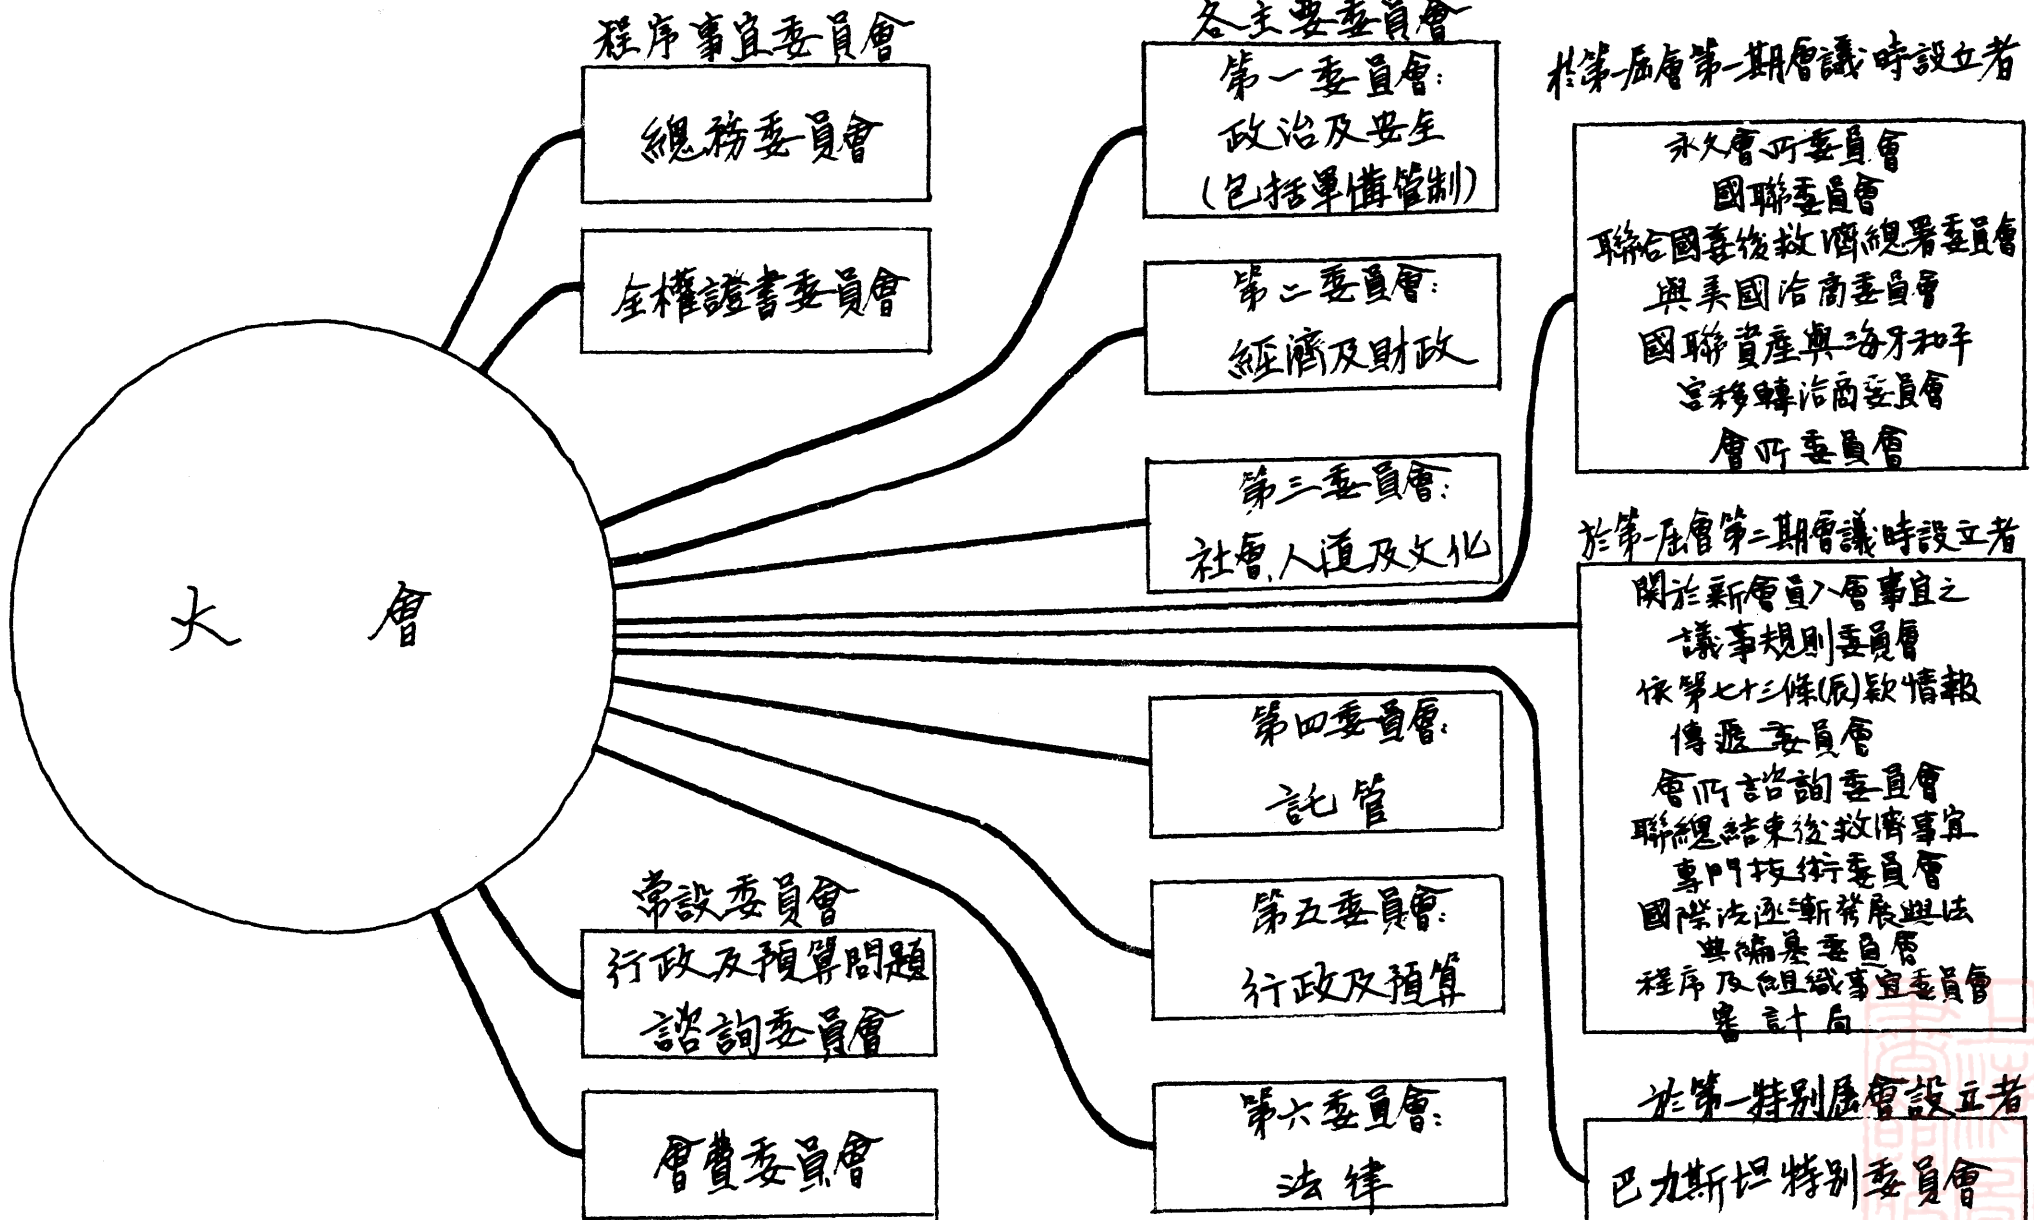 大會
程序事宜委員會
總務委員會
全權證書委員會
常設委員會
行政及預算問題
諮詢委員會
會費委員會
各主要委員會
第一委員會:
政治及安全
(包括軍備管制)
第二委員會:
經濟及財政
第三委員會:
社會、人道及文化
第四委員會:
託管
第五委員會:
行政及預算
第六委員會:
法律
於第一屆會第一期會議時設立者
永久會所委員會
國聯委員會
聯合國善後救濟總署委員會
與美國洽商委員會
國聯資產與海牙和平
宮移轉洽商委員會
會所委員會
於第一屆會第二期會議時設立者
關於新會員入會事宜之
議事規則委員會
依第七十三條(辰)款情報
傳遞委員會
會所諮詢委員會
聯總結束後救濟事宜
專門技術委員會
國際法逐漸發展與法
典編纂委員會
程序及組織事宜委員會
審計局
於第一特別屆會設立者
巴力斯坦特別委員會